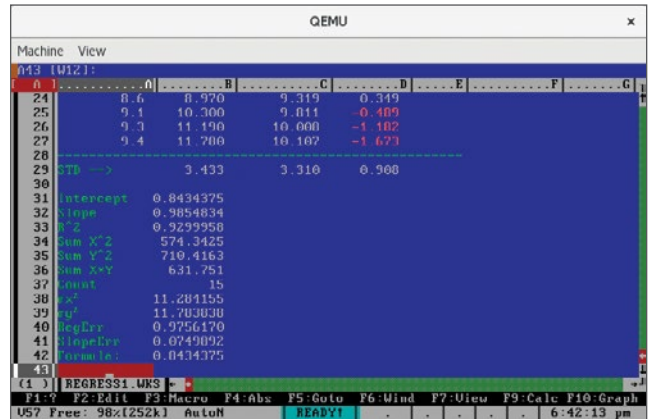 QEMU ×
Machine View
A43 [W12]:
A A B C D E F G
24 8.6 8.970 9.319 0.349
25 9.1 10.300 9.811 -0.489
26 9.3 11.190 10.008 -1.182
27 9.4 11.780 10.107 -1.673
28 --------------------------------------------------
29 STD --> 3.433 3.310 0.908
30
31 Intercept 0.8434375
32 Slope 0.9854834
33 R^2 0.9299958
34 Sum X^2 574.3425
35 Sum Y^2 710.4163
36 Sum X*Y 631.751
37 Count 15
38 11.284155
39 11.783838
40 RegErr 0.9756170
41 SlopeErr 0.0749892
42 Formula: 0.8434375
43
(1 ) REGRESS1.WKS
F1:? F2:Edit F3:Macro F4:Abs F5:Goto F6:Wind F7:View F9:Calc F10:Graph
U57 Free: 98% [252k] AutoN READY! 6:42:13 pm